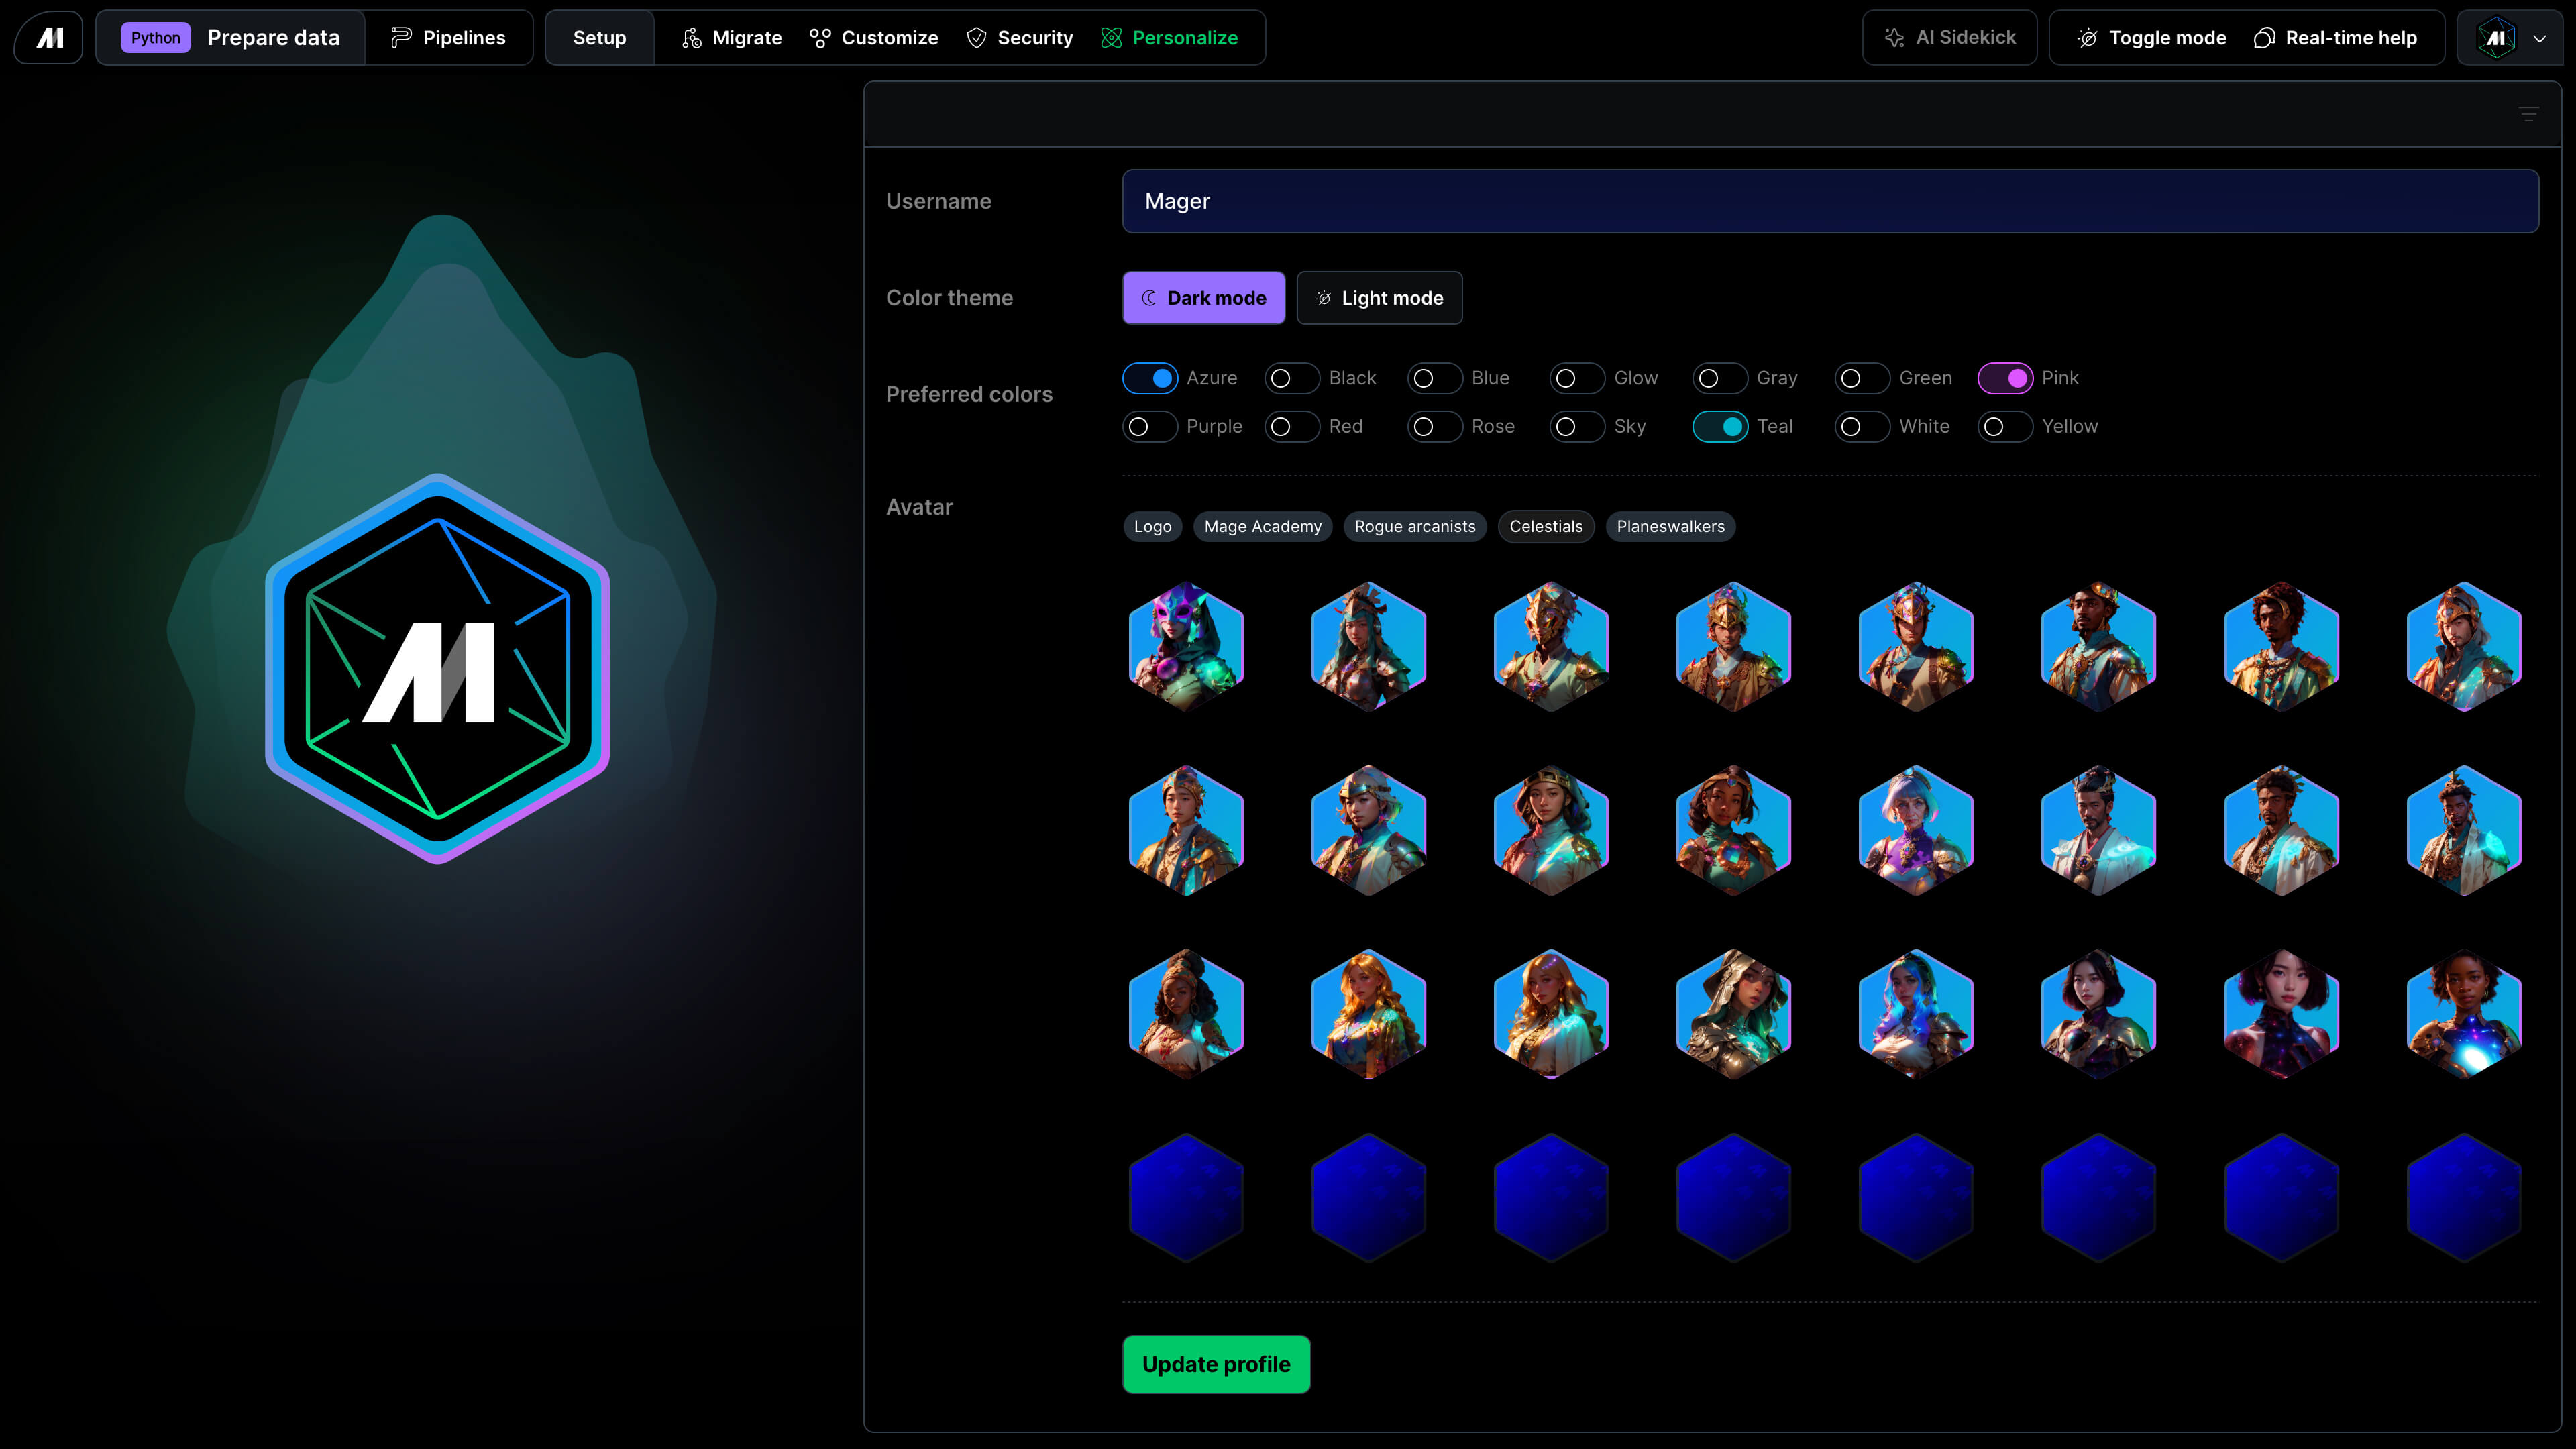 Python Prepare data Pipelines Setup Migrate Customize Security Personalize AI Sidekick Toggle mode Real-time help
Username Mager
Color theme Dark mode Light mode
Preferred colors
Azure Black Blue Glow Gray Green Pink
Purple Red Rose Sky Teal White Yellow
Avatar
Logo Mage Academy Rogue arcanists Celestials Planeswalkers
Update profile